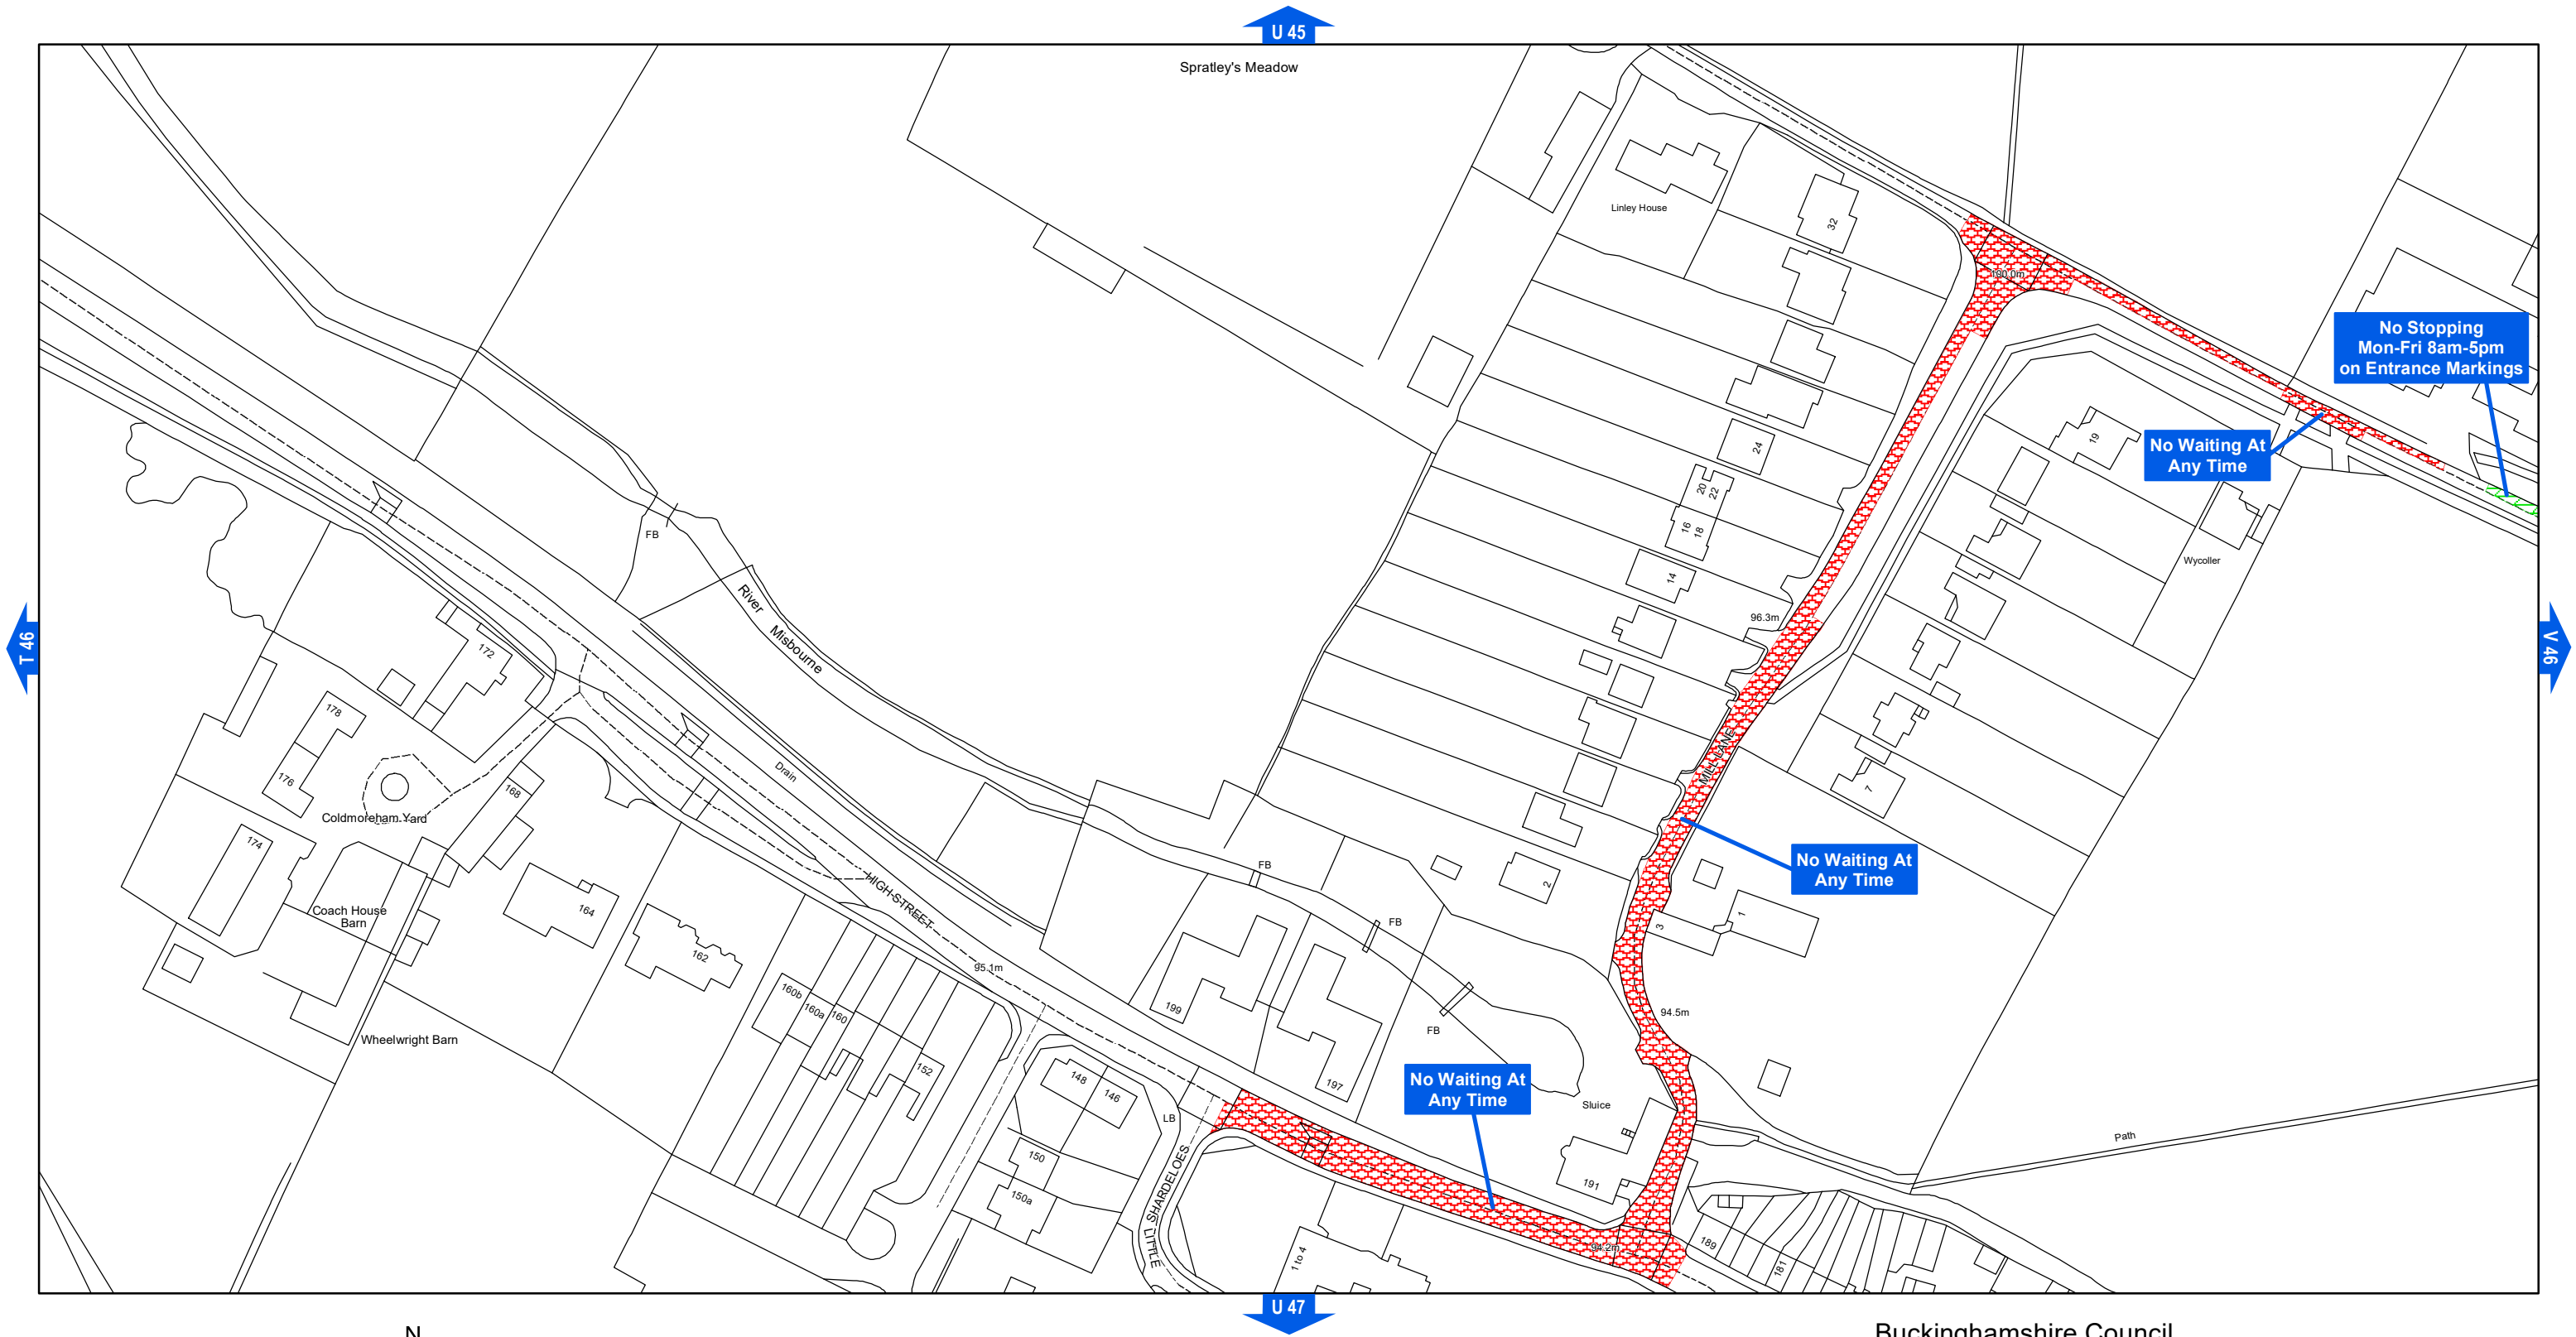 U 45
Spratley's Meadow
Linley House
32
100.0m
No Stopping
Mon-Fri 8am-5pm
on Entrance Markings
No Waiting At
Any Time
19
24
20
22
16
18
14
Wycoller
FB
River
Misbourne
96.3m
T 46
V 46
172
178
176
168
Coldmoreham Yard
174
Drain
MILL LANE
7
No Waiting At
Any Time
Coach House
Barn
164
162
HIGH STREET
FB
2
FB
3
1
95.1m
160b
160a
160
199
FB
94.5m
Wheelwright Barn
152
148
146
197
No Waiting At
Any Time
LB
Sluice
Path
150
150a
LITTLE SHARDELOES
191
1 to 4
94.2m
189
181
U 47
N
Buckinghamshire Council